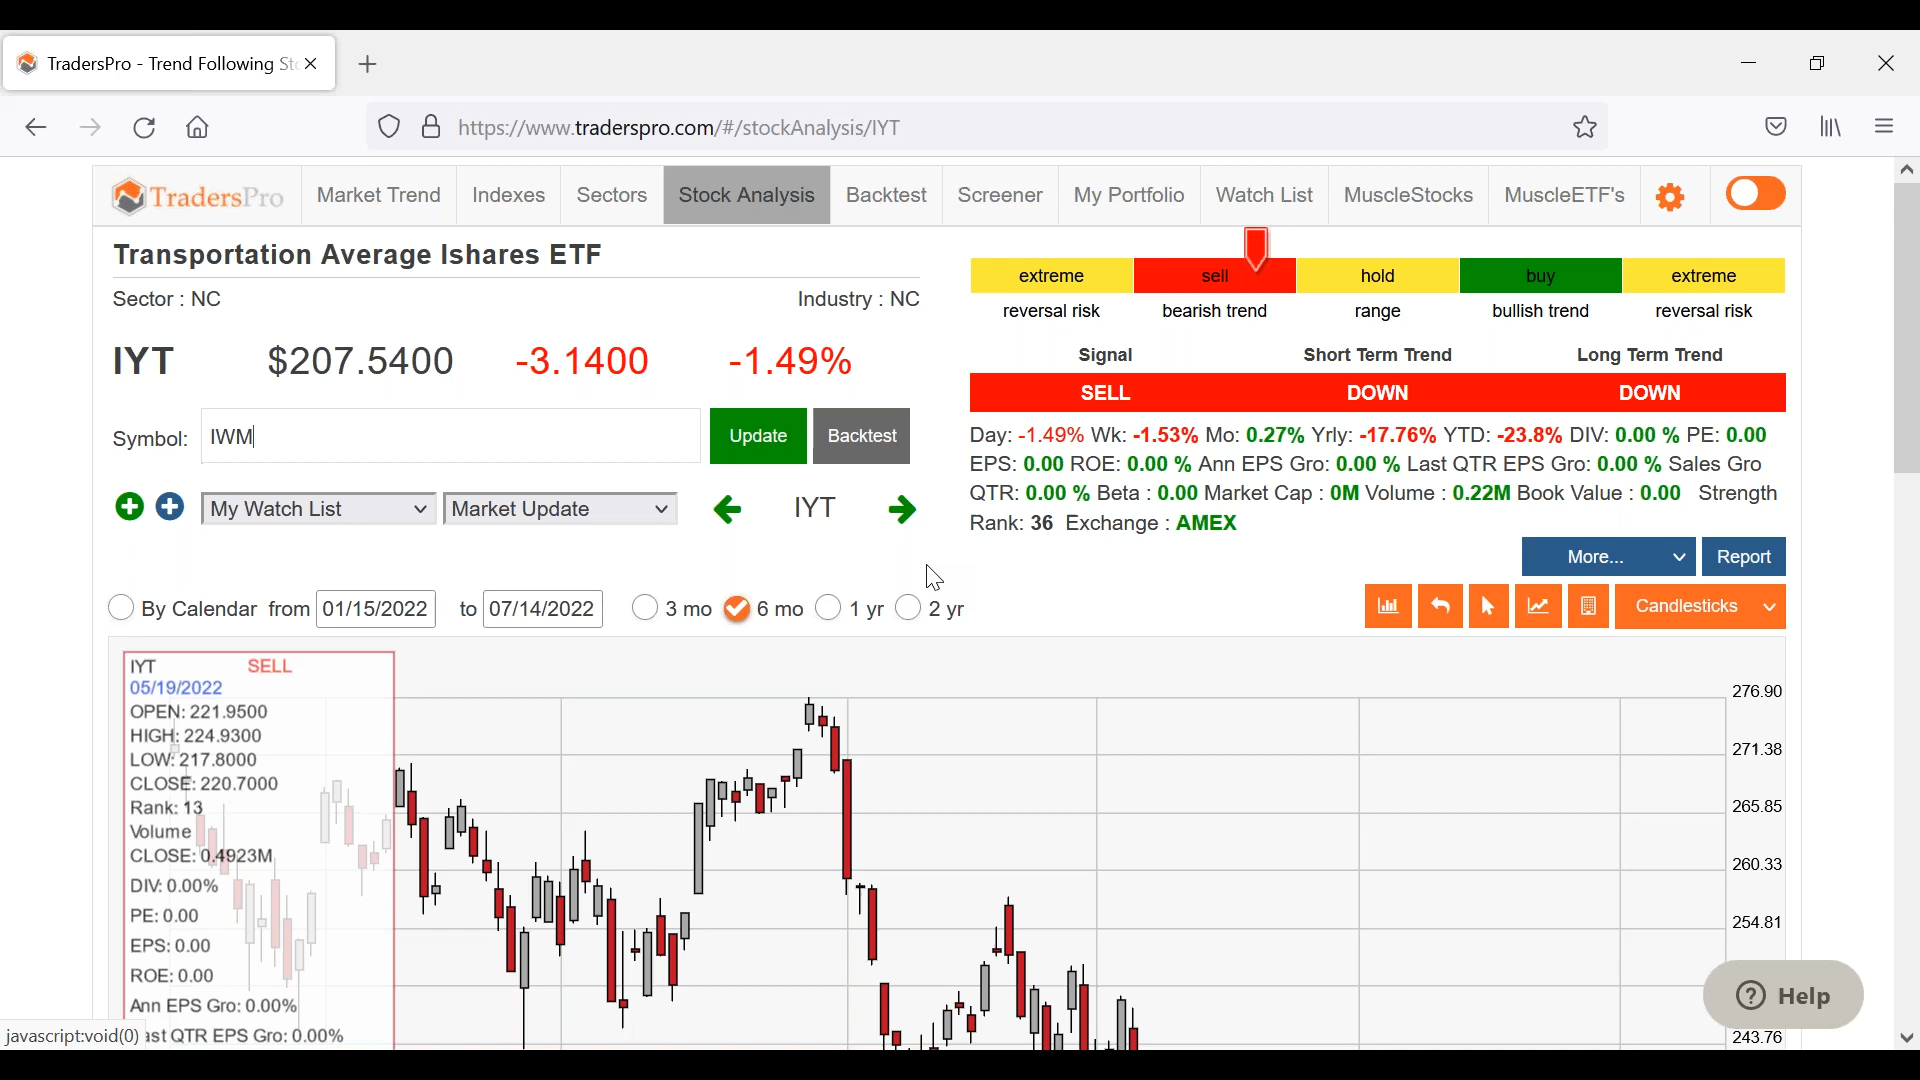 TradersPro - Trend Following St
https://www.traderspro.com/#/stockAnalysis/IYT
TradersPro Market Trend Indexes Sectors Stock Analysis Backtest Screener My Portfolio Watch List MuscleStocks MuscleETF's
Transportation Average Ishares ETF
Sector : NC Industry : NC
IYT $207.5400 -3.1400 -1.49%
Symbol: IWM Update Backtest
My Watch List Market Update IYT
extreme sell hold buy extreme
reversal risk bearish trend range bullish trend reversal risk
Signal Short Term Trend Long Term Trend
SELL DOWN DOWN
Day: -1.49% Wk: -1.53% Mo: 0.27% Yrly: -17.76% YTD: -23.8% DIV: 0.00 % PE: 0.00
EPS: 0.00 ROE: 0.00 % Ann EPS Gro: 0.00 % Last QTR EPS Gro: 0.00 % Sales Gro
QTR: 0.00 % Beta : 0.00 Market Cap : 0M Volume : 0.22M Book Value : 0.00 Strength
Rank: 36 Exchange : AMEX
More... Report
By Calendar from 01/15/2022 to 07/14/2022 3 mo 6 mo 1 yr 2 yr Candlesticks
IYT SELL
05/19/2022
OPEN: 221.9500
HIGH: 224.9300
LOW: 217.8000
CLOSE: 220.7000
Rank: 13
Volume
CLOSE: 0.4923M
DIV: 0.00%
PE: 0.00
EPS: 0.00
ROE: 0.00
Ann EPS Gro: 0.00%
ast QTR EPS Gro: 0.00%
276.90
271.38
265.85
260.33
254.81
243.76
Help
javascript:void(0)